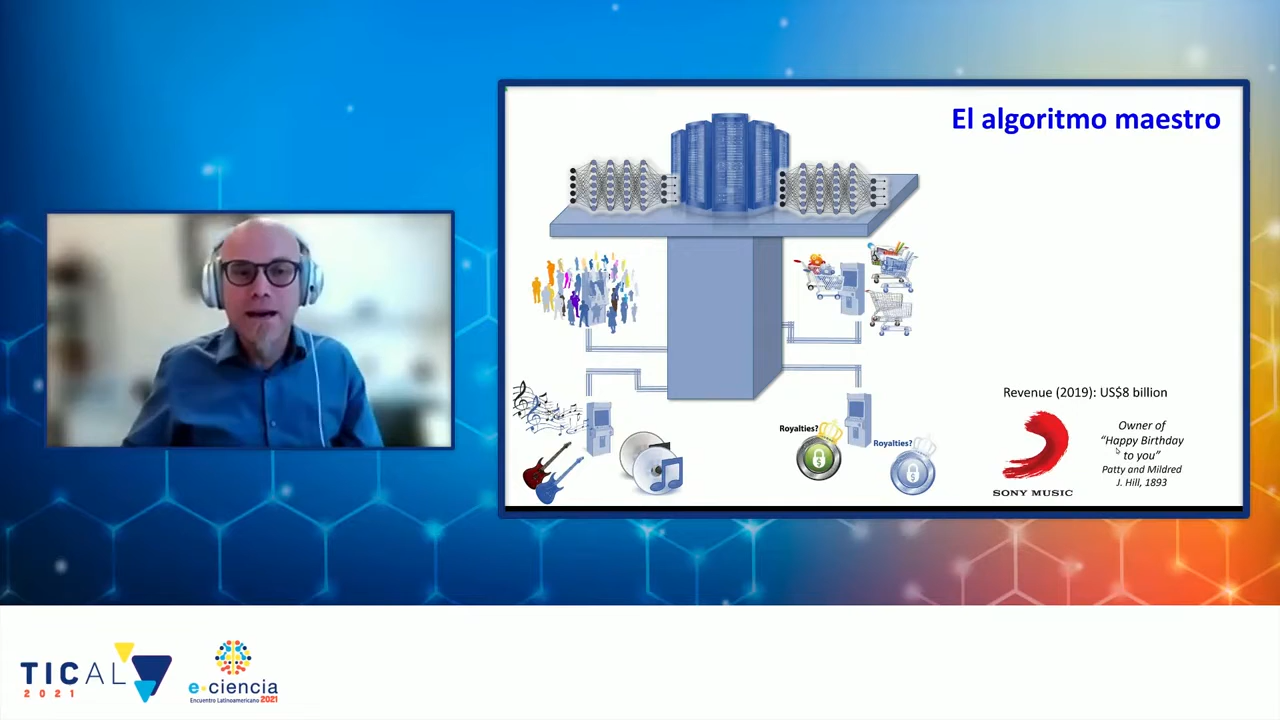 El algoritmo maestro
Royalties?
Royalties?
Revenue (2019): US$8 billion
SONY MUSIC
Owner of
“Happy Birthday
to you”
Patty and Mildred
J. Hill, 1893
TICAL
2021
e-ciencia
Encuentro Latinoamericano 2021